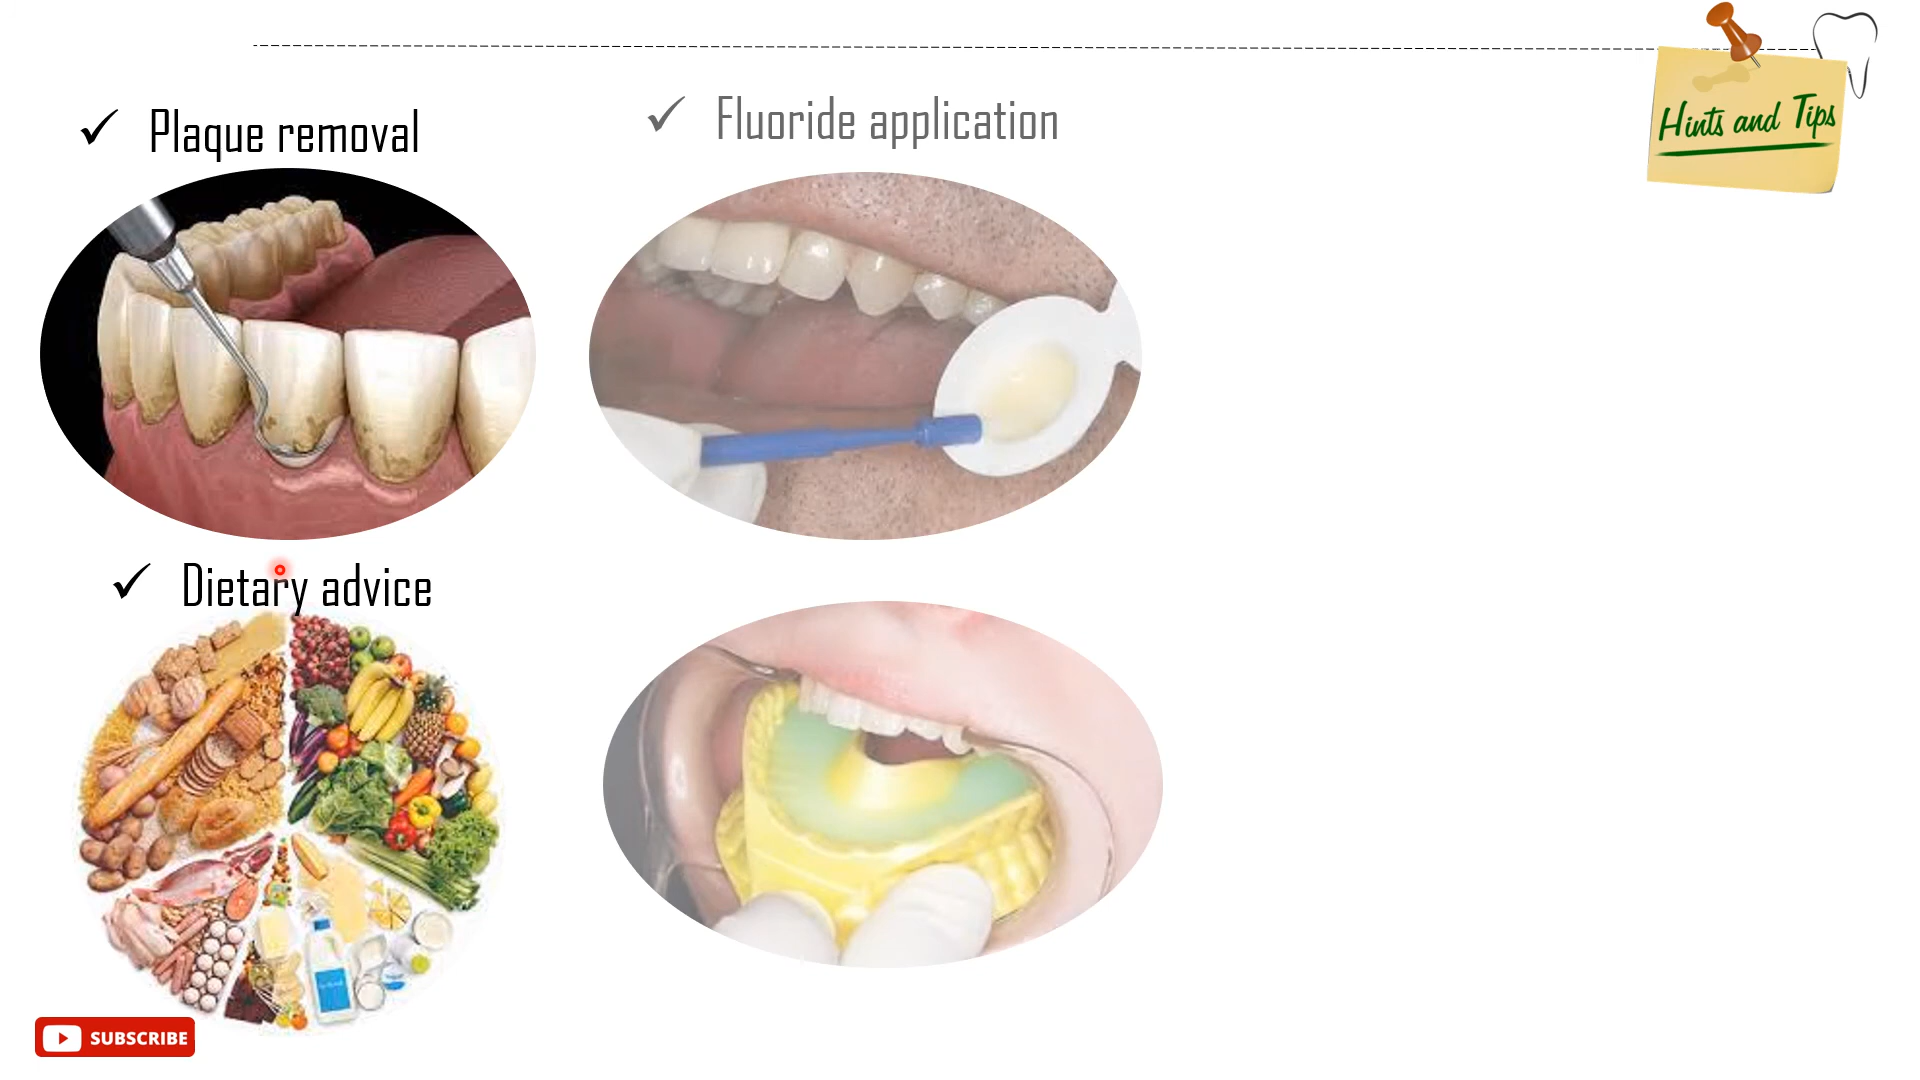 Hints and Tips
✓ Plaque removal
✓ Fluoride application
✓ Dietary advice
SUBSCRIBE